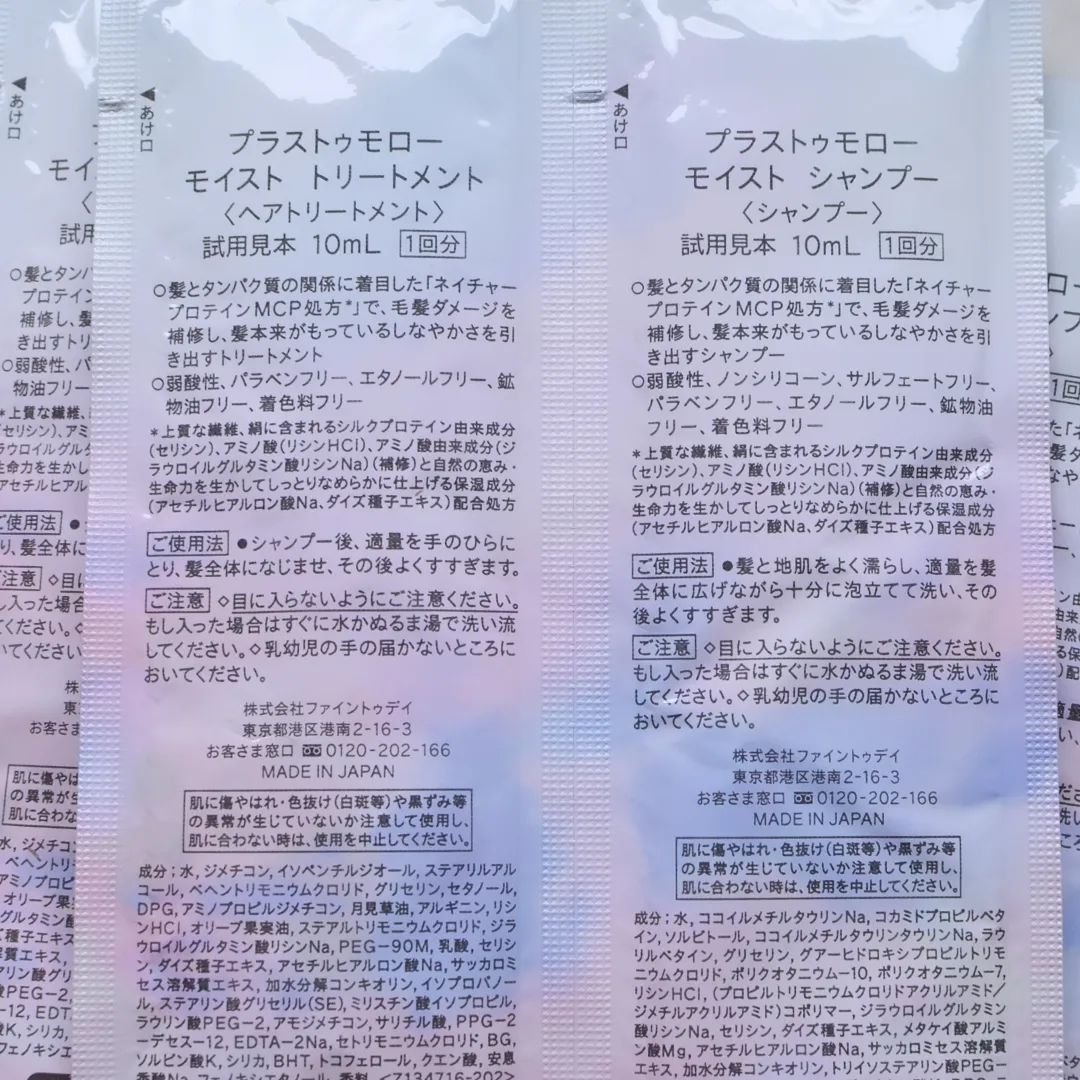 あけ口
プラストゥモロー
モイスト トリートメント
〈ヘアトリートメント〉
試用見本 10mL 1回分
○髪とタンパク質の関係に着目した「ネイチャー
プロテインMCP処方*」で、毛髪ダメージを
補修し、髪本来がもっているしなやかさを引
き出すトリートメント
○弱酸性、パラベンフリー、エタノールフリー、鉱
物油フリー、着色料フリー
*上質な繊維、絹に含まれるシルクプロテイン由来成分
(セリシン)、アミノ酸(リシンHCI)、アミノ酸由来成分(ジ
ラウロイルグルタミン酸リシンNa)(補修)と自然の恵み・
生命力を生かしてしっとりなめらかに仕上げる保湿成分
(アセチルヒアルロン酸Na、ダイズ種子エキス)配合処方
ご使用法 ●シャンプー後、適量を手のひらに
とり、髪全体になじませ、その後よくすすぎます。
ご注意 ◇目に入らないようにご注意ください。
もし入った場合はすぐに水かぬるま湯で洗い流
してください。◇乳幼児の手の届かないところに
おいてください。
株式会社ファイントゥデイ
東京都港区港南2-16-3
お客さま窓口 0120-202-166
MADE IN JAPAN
肌に傷やはれ・色抜け(白斑等)や黒ずみ等
の異常が生じていないか注意して使用し、
肌に合わない時は、使用を中止してください。
成分:水,ジメチコン,イソペンチルジオール,ステアリルアル
コール,ベヘントリモニウムクロリド,グリセリン,セタノール,
DPG,アミノプロピルジメチコン,月見草油,アルギニン,リシ
ンHCI,オリーブ果実油,ステアルトリモニウムクロリド,ジラ
ウロイルグルタミン酸リシンNa,PEG-90M,乳酸,セリシ
ン,ダイズ種子エキス,アセチルヒアルロン酸Na,サッカロミ
セス溶解質エキス,加水分解コンキオリン,イソプロパノー
ル,ステアリン酸グリセリル(SE),ミリスチン酸イソプロピル,
ラウリン酸PEG-2,アモジメチコン,サリチル酸,PPG-2
ーデセス-12,EDTA-2Na,セトリモニウムクロリド,BG,
ソルビン酸K,シリカ,BHT,トコフェロール,クエン酸,安息
香酸Na,フェノキシエタノール,香料 <Z134716-202>
あけ口
プラストゥモロー
モイスト シャンプー
〈シャンプー〉
試用見本 10mL 1回分
○髪とタンパク質の関係に着目した「ネイチャー
プロテインMCP処方*」で、毛髪ダメージを
補修し、髪本来がもっているしなやかさを引
き出すシャンプー
○弱酸性、ノンシリコーン、サルフェートフリー、
パラベンフリー、エタノールフリー、鉱物油
フリー、着色料フリー
*上質な繊維、絹に含まれるシルクプロテイン由来成分
(セリシン)、アミノ酸(リシンHCI)、アミノ酸由来成分(ジ
ラウロイルグルタミン酸リシンNa)(補修)と自然の恵み・
生命力を生かしてしっとりなめらかに仕上げる保湿成分
(アセチルヒアルロン酸Na、ダイズ種子エキス)配合処方
ご使用法 ●髪と地肌をよく濡らし、適量を髪
全体に広げながら十分に泡立てて洗い、その
後よくすすぎます。
ご注意 ◇目に入らないようにご注意ください。
もし入った場合はすぐに水かぬるま湯で洗い流
してください。◇乳幼児の手の届かないところに
おいてください。
株式会社ファイントゥデイ
東京都港区港南2-16-3
お客さま窓口 0120-202-166
MADE IN JAPAN
肌に傷やはれ・色抜け(白斑等)や黒ずみ等
の異常が生じていないか注意して使用し、
肌に合わない時は、使用を中止してください。
成分:水,ココイルメチルタウリンNa,コカミドプロピルベタ
イン,ソルビトール,ココイルメチルタウリンタウリンNa,ラウ
リルベタイン,グリセリン,グアーヒドロキシプロピルトリモ
ニウムクロリド,ポリクオタニウム-10,ポリクオタニウム-7,
リシンHCI,(プロピルトリモニウムクロリドアクリルアミド/
ジメチルアクリルアミド)コポリマー,ジラウロイルグルタミン
酸リシンNa,セリシン,ダイズ種子エキス,メタケイ酸アルミ
ン酸Mg,アセチルヒアルロン酸Na,サッカロミセス溶解質
エキス,加水分解コンキオリン,トリイソステアリン酸PEG-